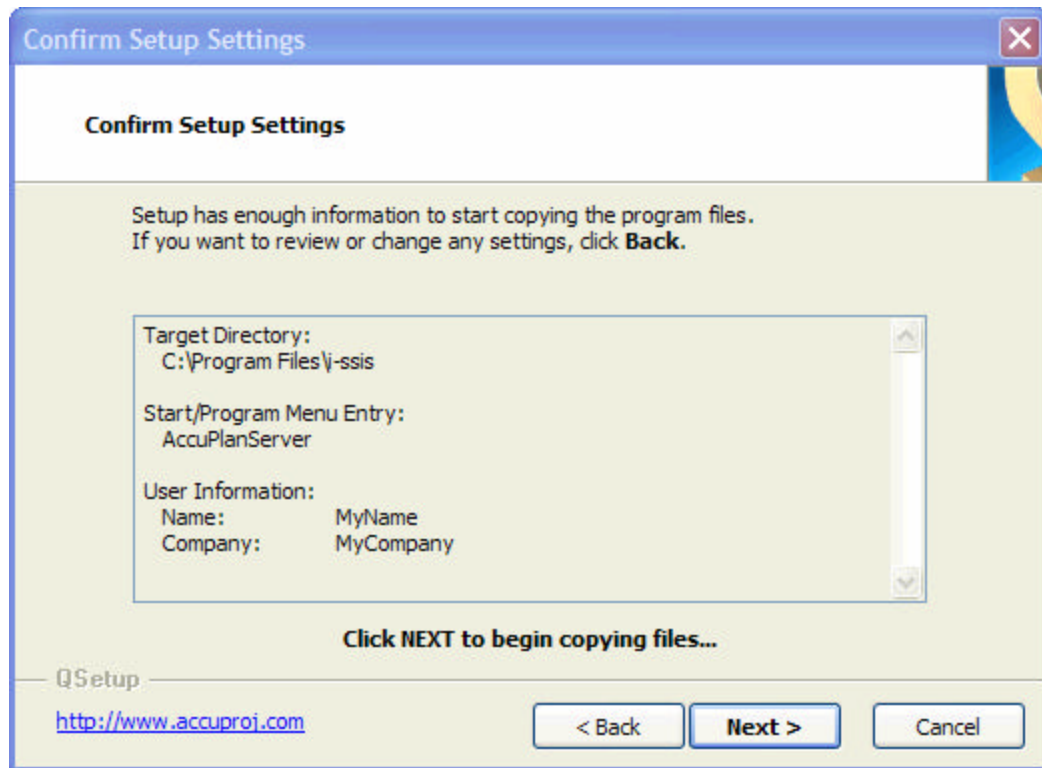 Confirm Setup Settings
Confirm Setup Settings
Setup has enough information to start copying the program files.
If you want to review or change any settings, click Back.
Target Directory:
C:\Program Files\i-ssis
Start/Program Menu Entry:
AccuPlanServer
User Information:
Name: MyName
Company: MyCompany
Click NEXT to begin copying files...
QSetup
http://www.accuproj.com
< Back Next > Cancel